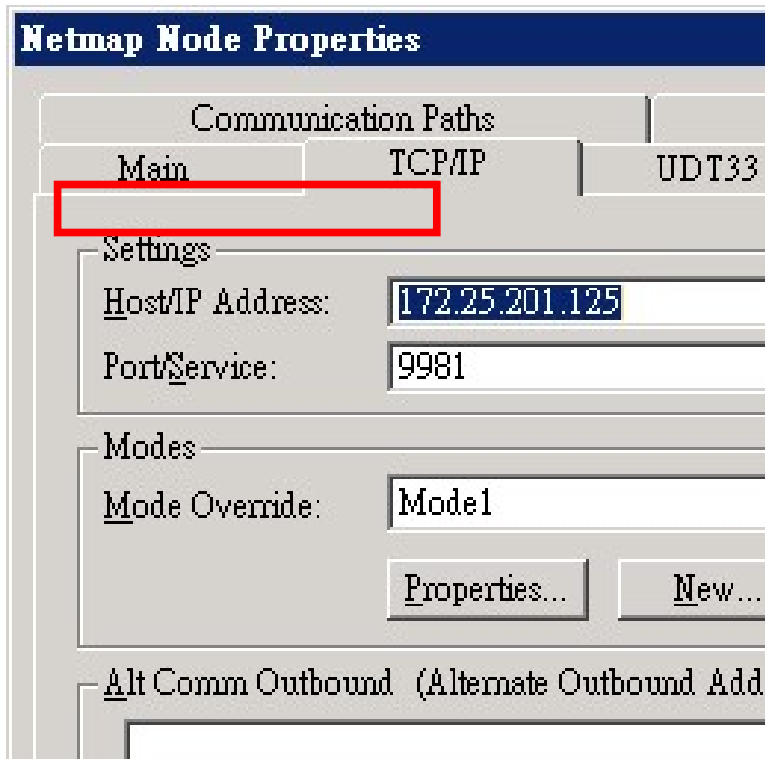 Netmap Node Properties
Communication Paths
Main TCP/IP UDT33
Settings
Host/IP Address: 172.25.201.125
Port/Service: 9981
Modes
Mode Override: Mode1
Properties... New...
Alt Comm Outbound (Alternate Outbound Add